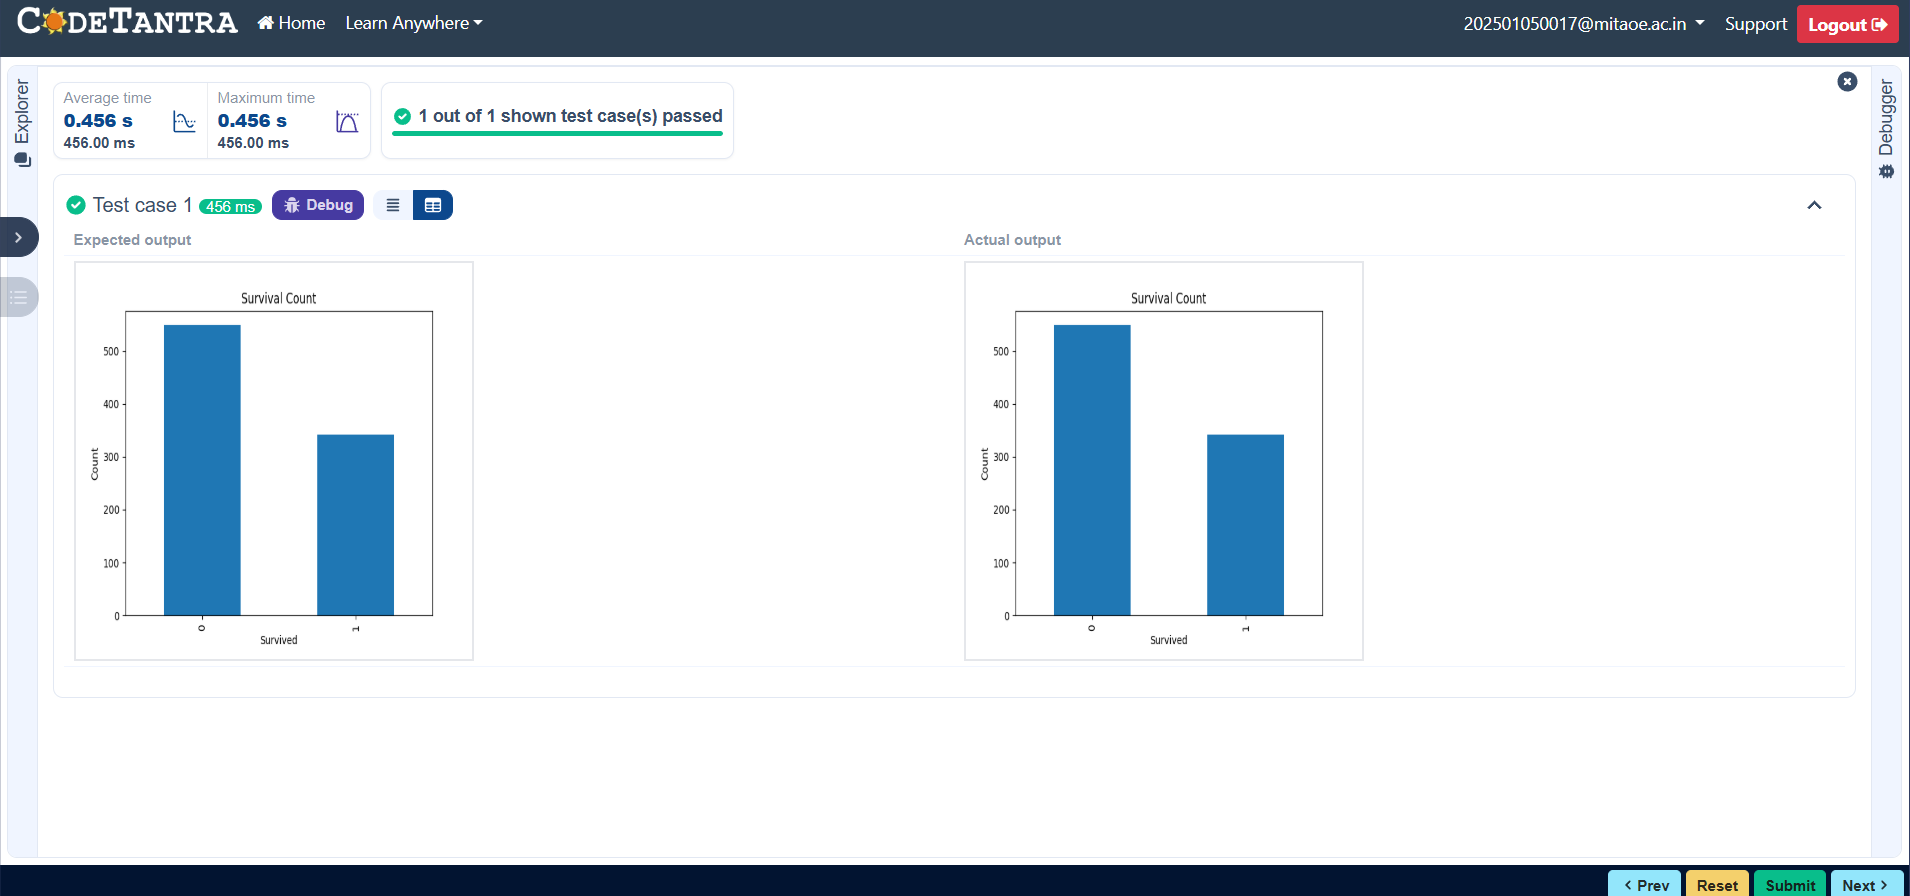 CODETANTRA Home Learn Anywhere 202501050017@mitaoe.ac.in Support Logout
Explorer
Average time
0.456 s
456.00 ms
Maximum time
0.456 s
456.00 ms
1 out of 1 shown test case(s) passed
Debugger
Test case 1 456 ms Debug
Expected output
Survival Count
500
400
300
200
100
0
Count
0 1
Survived
Actual output
Survival Count
500
400
300
200
100
0
Count
0 1
Survived
Prev Reset Submit Next